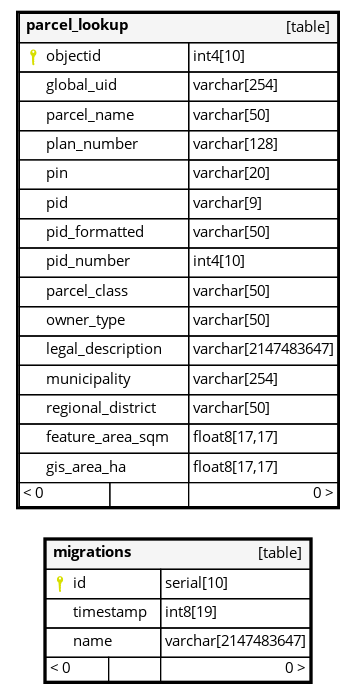 parcel_lookup [table]
objectid int4[10]
global_uid varchar[254]
parcel_name varchar[50]
plan_number varchar[128]
pin varchar[20]
pid varchar[9]
pid_formatted varchar[50]
pid_number int4[10]
parcel_class varchar[50]
owner_type varchar[50]
legal_description varchar[2147483647]
municipality varchar[254]
regional_district varchar[50]
feature_area_sqm float8[17,17]
gis_area_ha float8[17,17]
< 0 0 >
migrations [table]
id serial[10]
timestamp int8[19]
name varchar[2147483647]
< 0 0 >